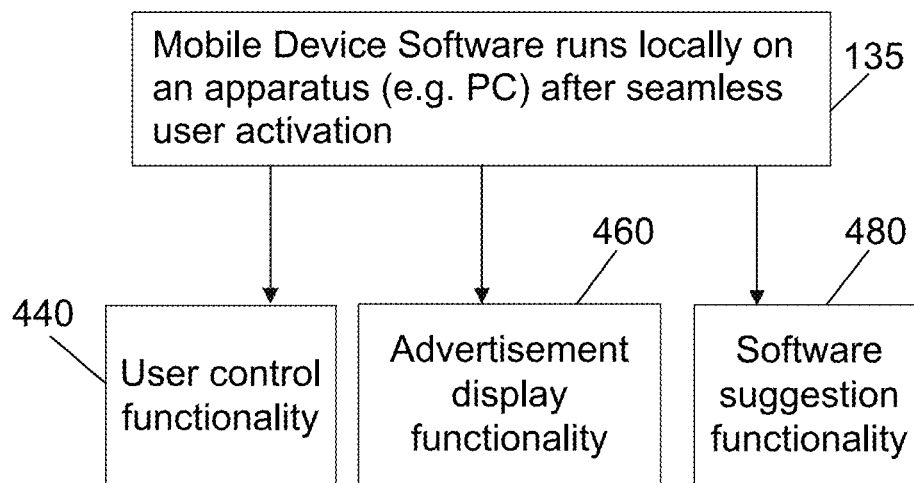 Mobile Device Software runs locally on
an apparatus (e.g. PC) after seamless
user activation
135
460
480
440
User control
functionality
Advertisement
display
functionality
Software
suggestion
functionality